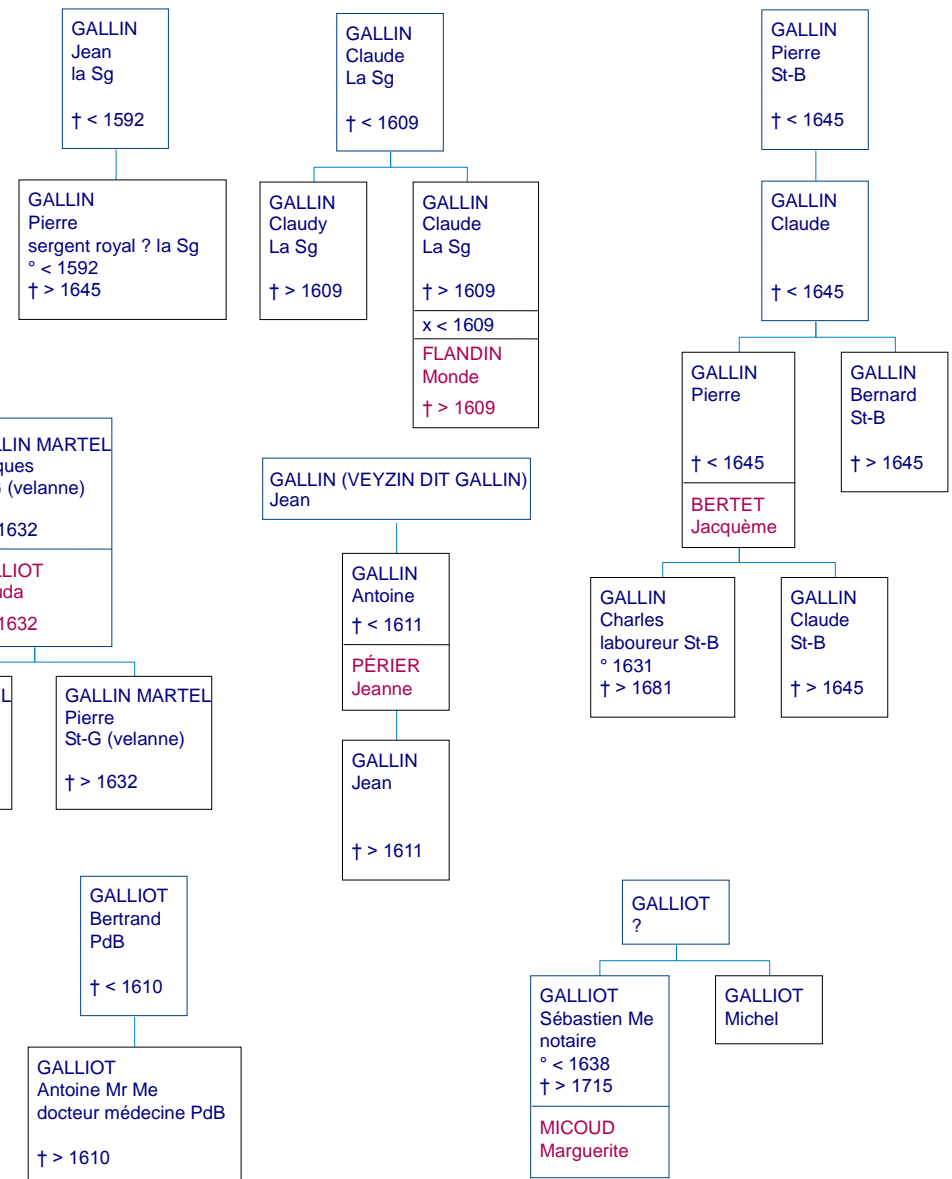 GALLIN
Jean
la Sg
† < 1592
GALLIN
Pierre
sergent royal ? la Sg
° < 1592
† > 1645
GALLIN
Claude
La Sg
† < 1609
GALLIN
Claudy
La Sg
† > 1609
GALLIN
Claude
La Sg
† > 1609
x < 1609
FLANDIN
Monde
† > 1609
GALLIN
Pierre
St-B
† < 1645
GALLIN
Claude
† < 1645
GALLIN
Pierre
† < 1645
BERTET
Jacquème
GALLIN
Bernard
St-B
† > 1645
GALLIN
Charles
laboureur St-B
° 1631
† > 1681
GALLIN
Claude
St-B
† > 1645
MARTEL
(velanne)
1632
1632
GALLIN MARTEL
Pierre
St-G (velanne)
† > 1632
GALLIN (VEYZIN DIT GALLIN)
Jean
GALLIN
Antoine
† < 1611
PÉRIER
Jeanne
GALLIN
Jean
† > 1611
GALLIOT
Bertrand
PdB
† < 1610
GALLIOT
Antoine Mr Me
docteur médecine PdB
† > 1610
GALLIOT
?
GALLIOT
Sébastien Me
notaire
° < 1638
† > 1715
MICOUD
Marguerite
GALLIOT
Michel